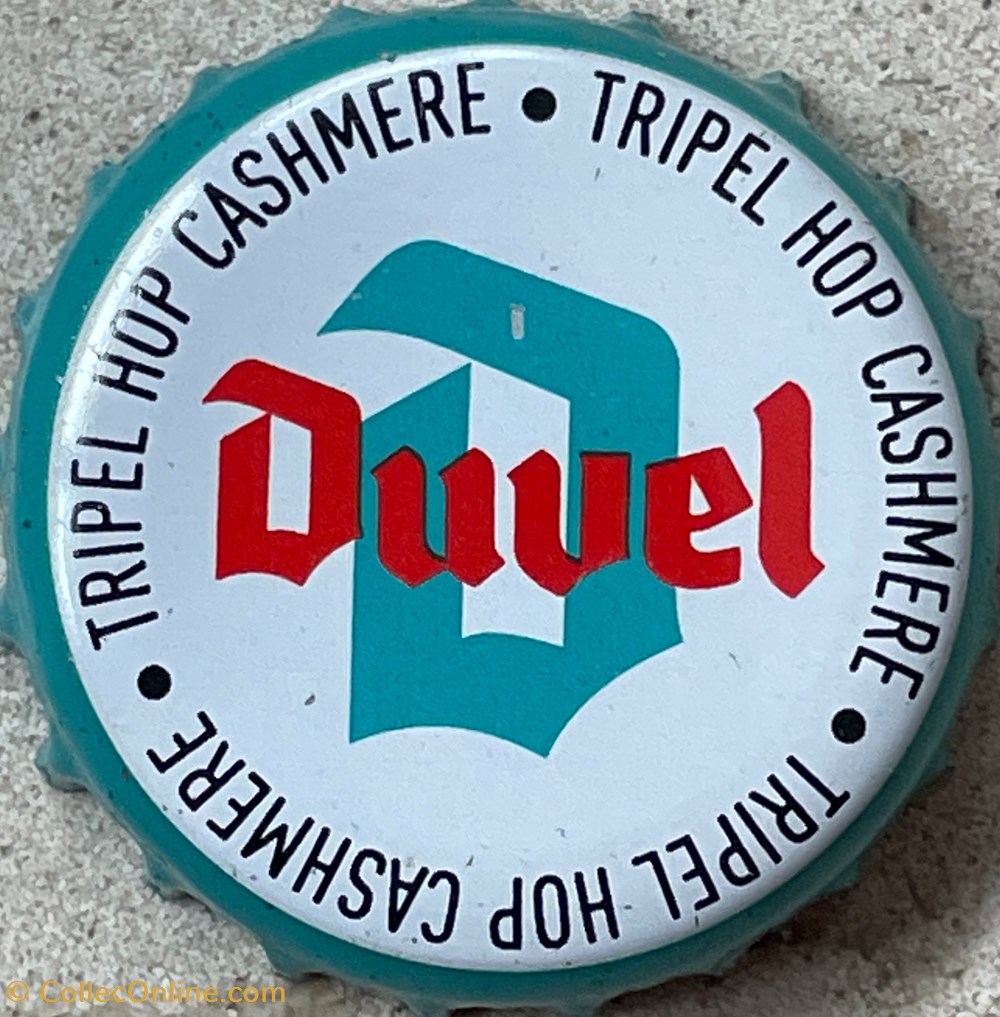 TRIPEL HOP CASHMERE • TRIPEL HOP CASHMERE • TRIPEL HOP CASHMERE •
D
Duvel
© CollecOnline.com